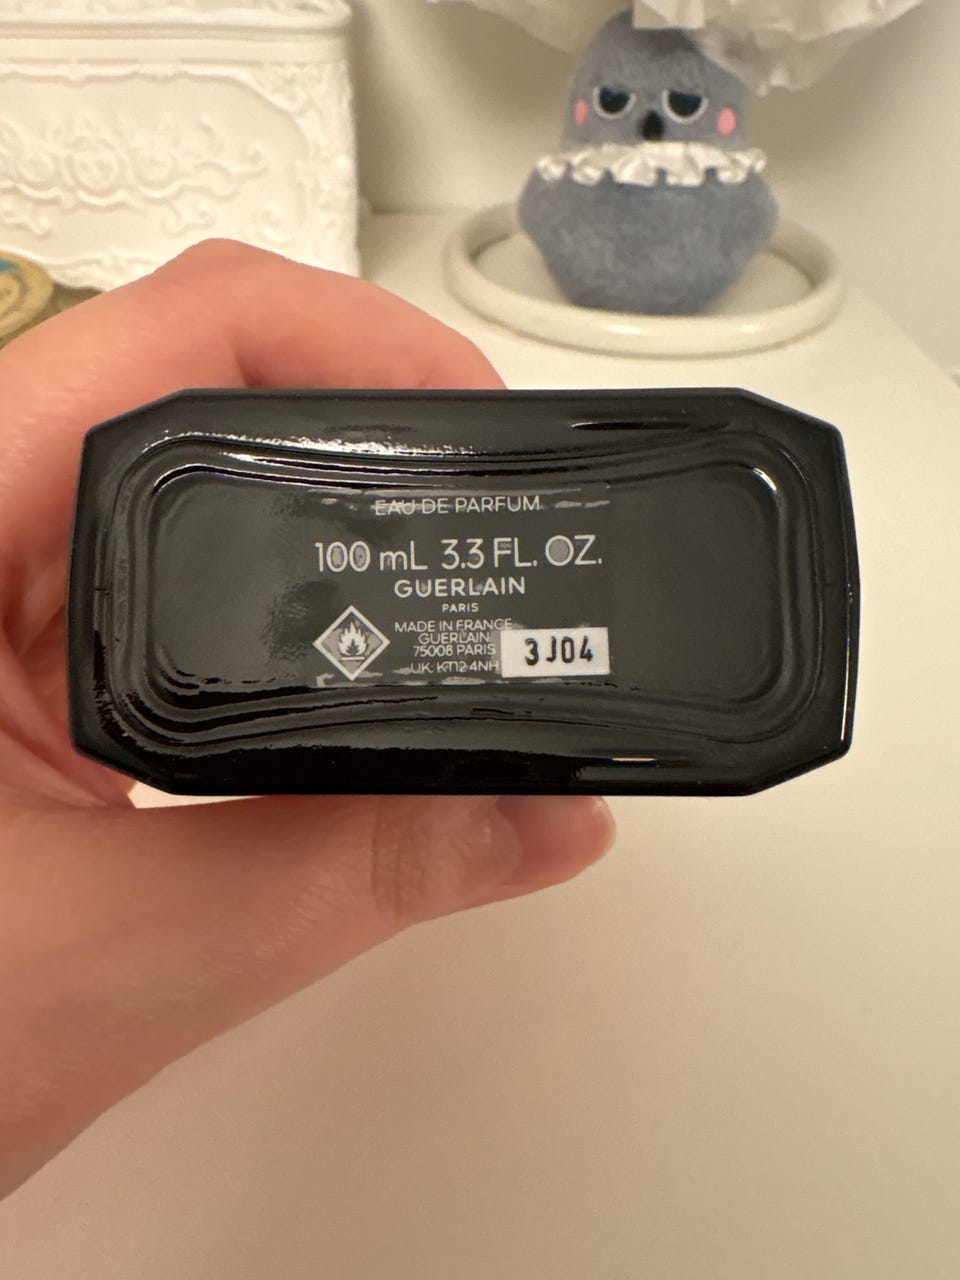 EAU DE PARFUM
100 mL 3.3 FL. OZ.
GUERLAIN
PARIS
MADE IN FRANCE
GUERLAIN
75008 PARIS
UK: KT12 4NH
3J04